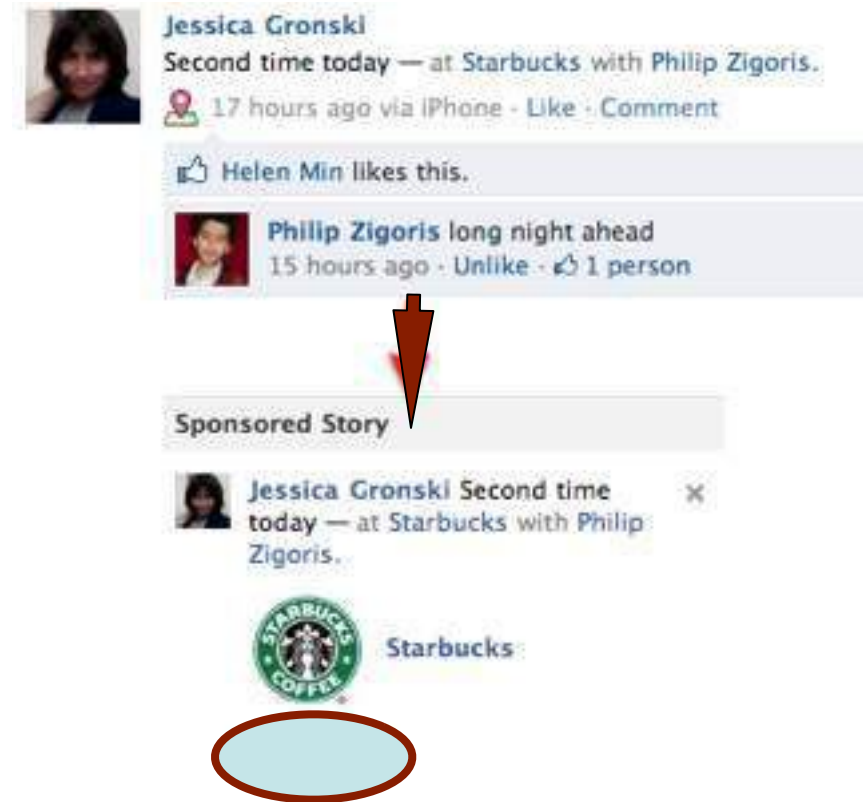 Jessica Gronski
Second time today — at Starbucks with Philip Zigoris.
17 hours ago via iPhone · Like · Comment
Helen Min likes this.
Philip Zigoris long night ahead
15 hours ago · Unlike · 1 person
Sponsored Story
Jessica Gronski Second time
today — at Starbucks with Philip
Zigoris.
STARBUCKS
COFFEE
Starbucks